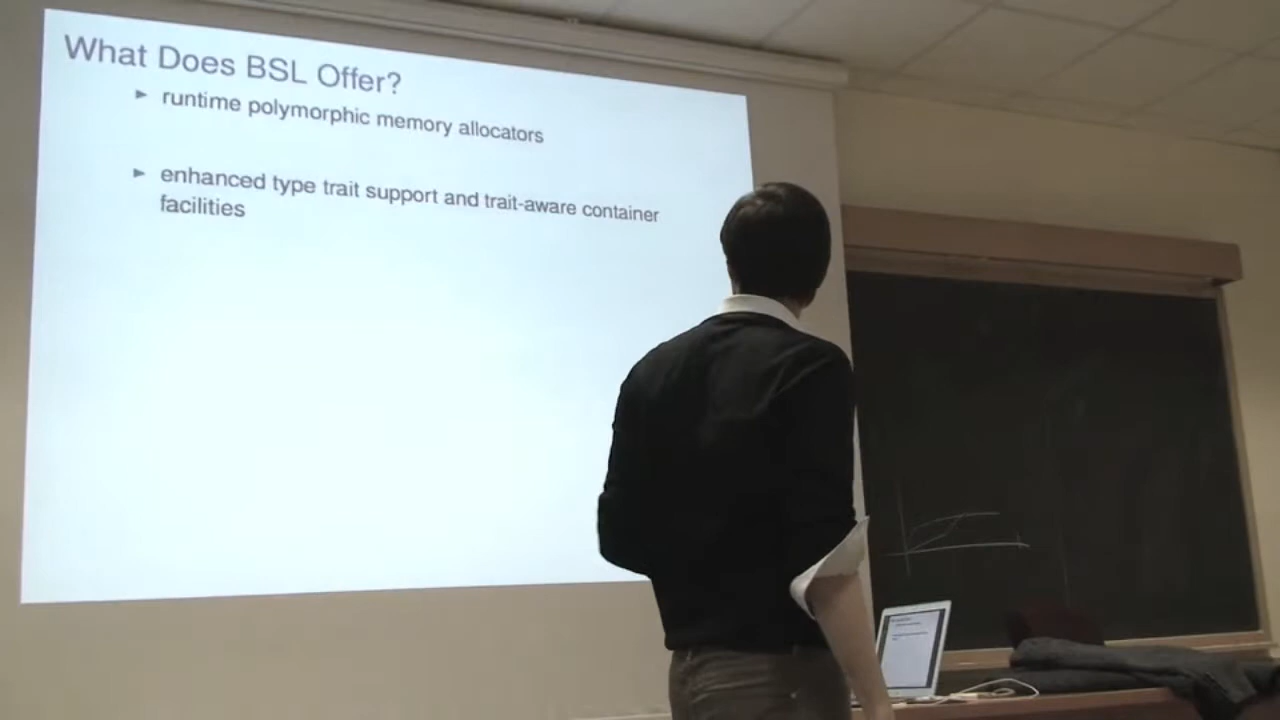 What Does BSL Offer?
runtime polymorphic memory allocators
enhanced type trait support and trait-aware container
facilities